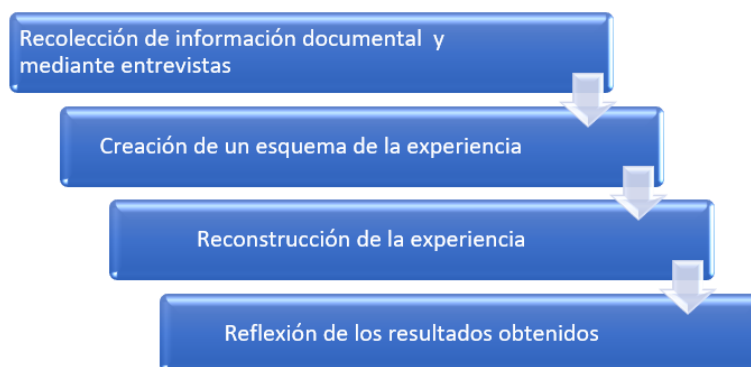 Recolección de información documental y
mediante entrevistas
Creación de un esquema de la experiencia
Reconstrucción de la experiencia
Reflexión de los resultados obtenidos